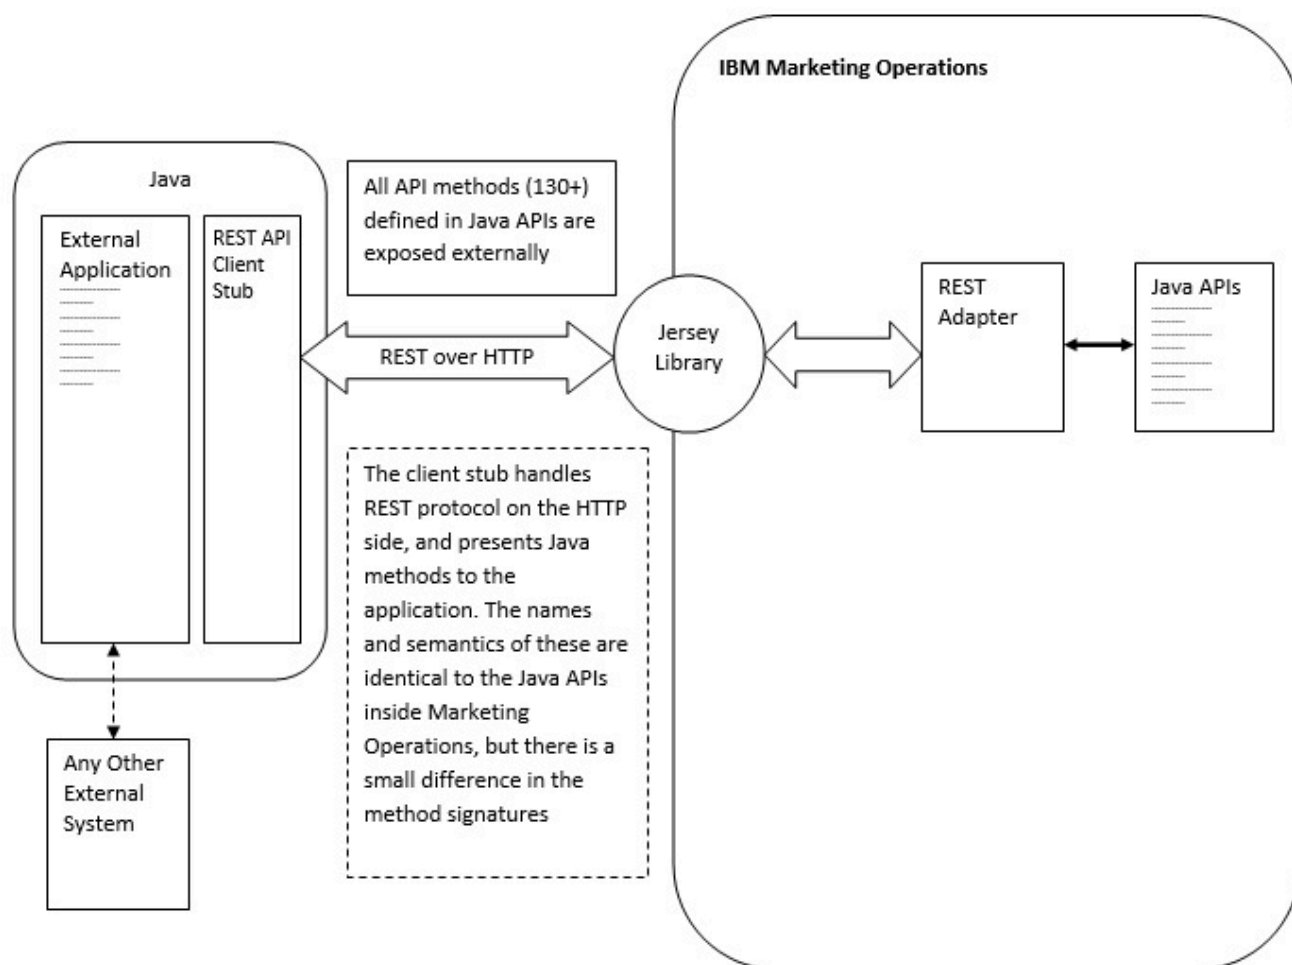 IBM Marketing Operations
Java
External
Application
REST API
Client
Stub
All API methods (130+)
defined in Java APIs are
exposed externally
REST over HTTP
Jersey
Library
REST
Adapter
Java APIs
The client stub handles
REST protocol on the HTTP
side, and presents Java
methods to the
application. The names
and semantics of these are
identical to the Java APIs
inside Marketing
Operations, but there is a
small difference in the
method signatures
Any Other
External
System